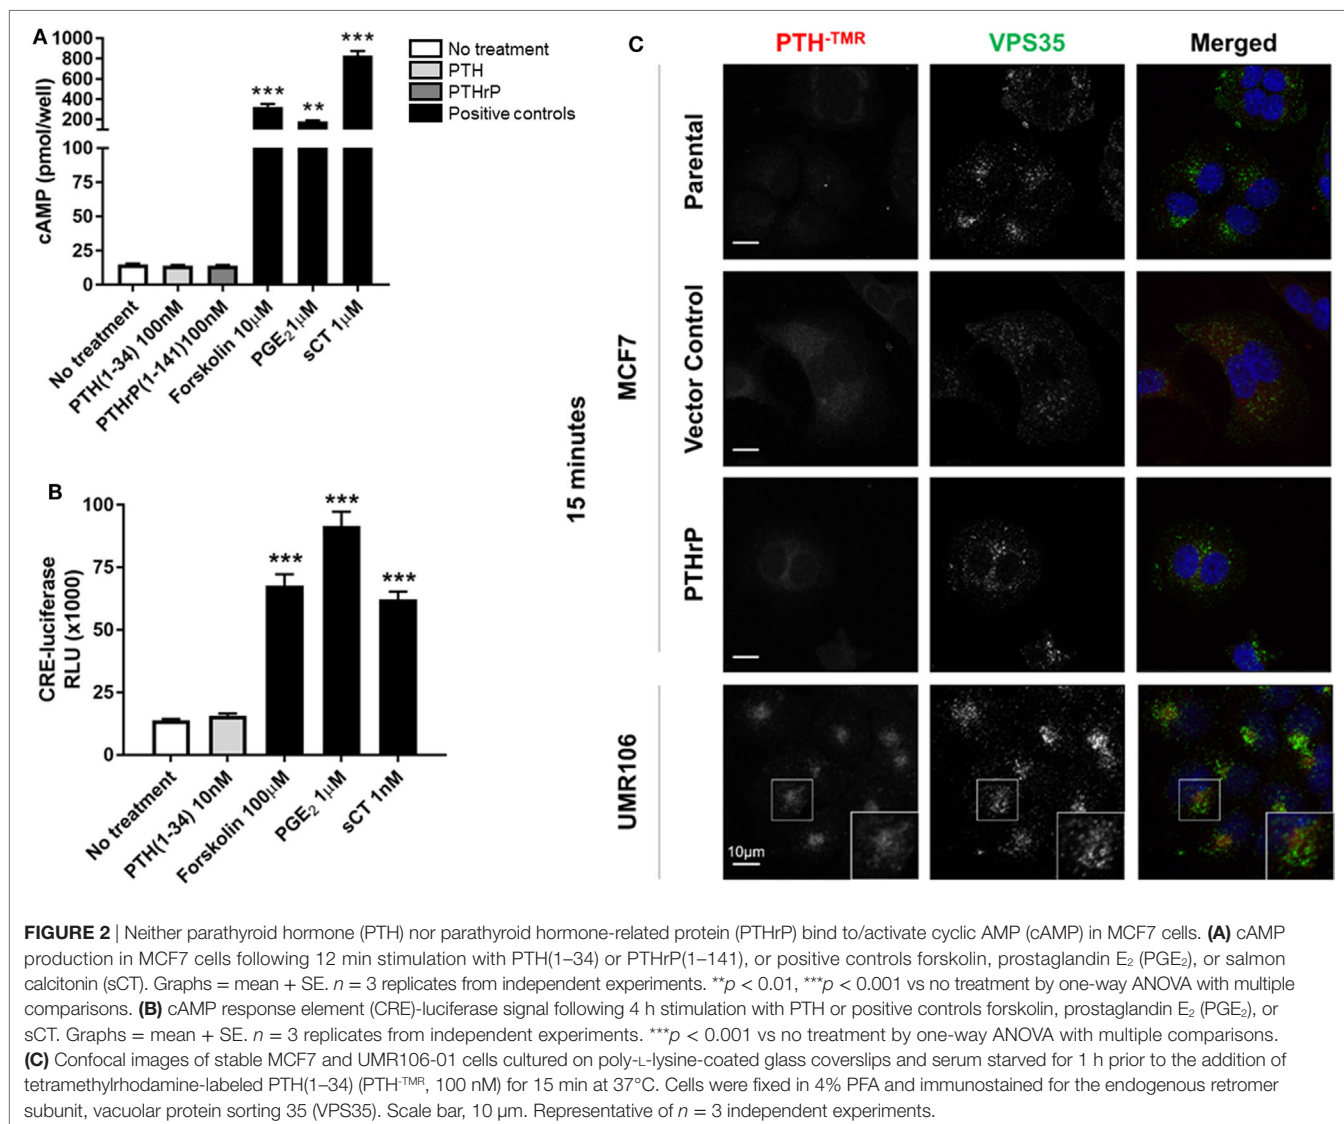 A
1000
800
600
400
200
100
75
50
25
0
cAMP (pmol/well)
***
**
***
No treatment
PTH
PTHrP
Positive controls
No treatment
PTH(1-34) 100nM
PTHrP(1-141)100nM
Forskolin 10μM
PGE₂ 1μM
sCT 1μM
B
100
75
50
25
0
CRE-luciferase
RLU (x1000)
***
***
***
No treatment
PTH(1-34) 10nM
Forskolin 100μM
PGE₂ 1μM
sCT 1nM
C
PTH-TMR
VPS35
Merged
15 minutes
MCF7
Parental
Vector Control
PTHrP
UMR106
10μm
FIGURE 2 | Neither parathyroid hormone (PTH) nor parathyroid hormone-related protein (PTHrP) bind to/activate cyclic AMP (cAMP) in MCF7 cells. (A) cAMP
production in MCF7 cells following 12 min stimulation with PTH(1–34) or PTHrP(1–141), or positive controls forskolin, prostaglandin E₂ (PGE₂), or salmon
calcitonin (sCT). Graphs = mean + SE. n = 3 replicates from independent experiments. **p < 0.01, ***p < 0.001 vs no treatment by one-way ANOVA with multiple
comparisons. (B) cAMP response element (CRE)-luciferase signal following 4 h stimulation with PTH or positive controls forskolin, prostaglandin E₂ (PGE₂), or
sCT. Graphs = mean + SE. n = 3 replicates from independent experiments. ***p < 0.001 vs no treatment by one-way ANOVA with multiple comparisons.
(C) Confocal images of stable MCF7 and UMR106-01 cells cultured on poly-L-lysine-coated glass coverslips and serum starved for 1 h prior to the addition of
tetramethylrhodamine-labeled PTH(1–34) (PTH-TMR, 100 nM) for 15 min at 37°C. Cells were fixed in 4% PFA and immunostained for the endogenous retromer
subunit, vacuolar protein sorting 35 (VPS35). Scale bar, 10 μm. Representative of n = 3 independent experiments.